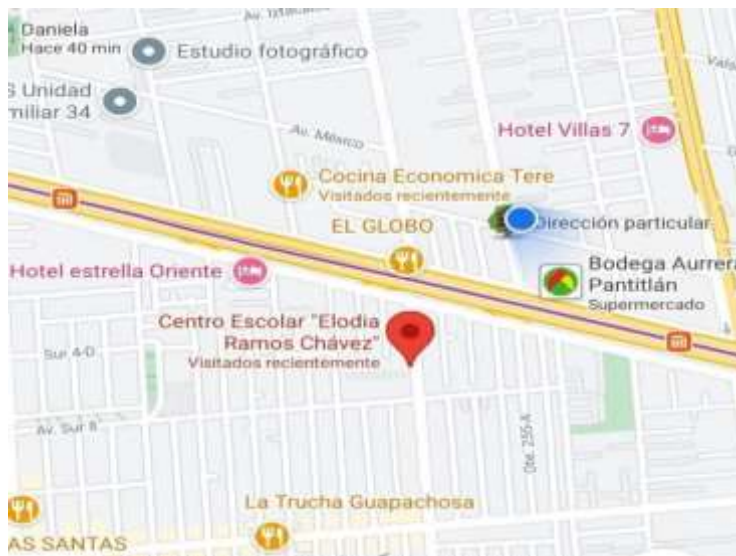 Daniela
Hace 40 min
Estudio fotográfico
S Unidad
miliar 34
Av. México
Hotel Villas 7
Cocina Economica Tere
Visitados recientemente
EL GLOBO
Dirección particular
Hotel estrella Oriente
Bodega Aurrera
Pantitlán
Supermercado
Centro Escolar "Elodia
Ramos Chávez"
Visitados recientemente
Sur 4-D
Av. Sur 8
Ote. 255-A
La Trucha Guapachosa
AS SANTAS